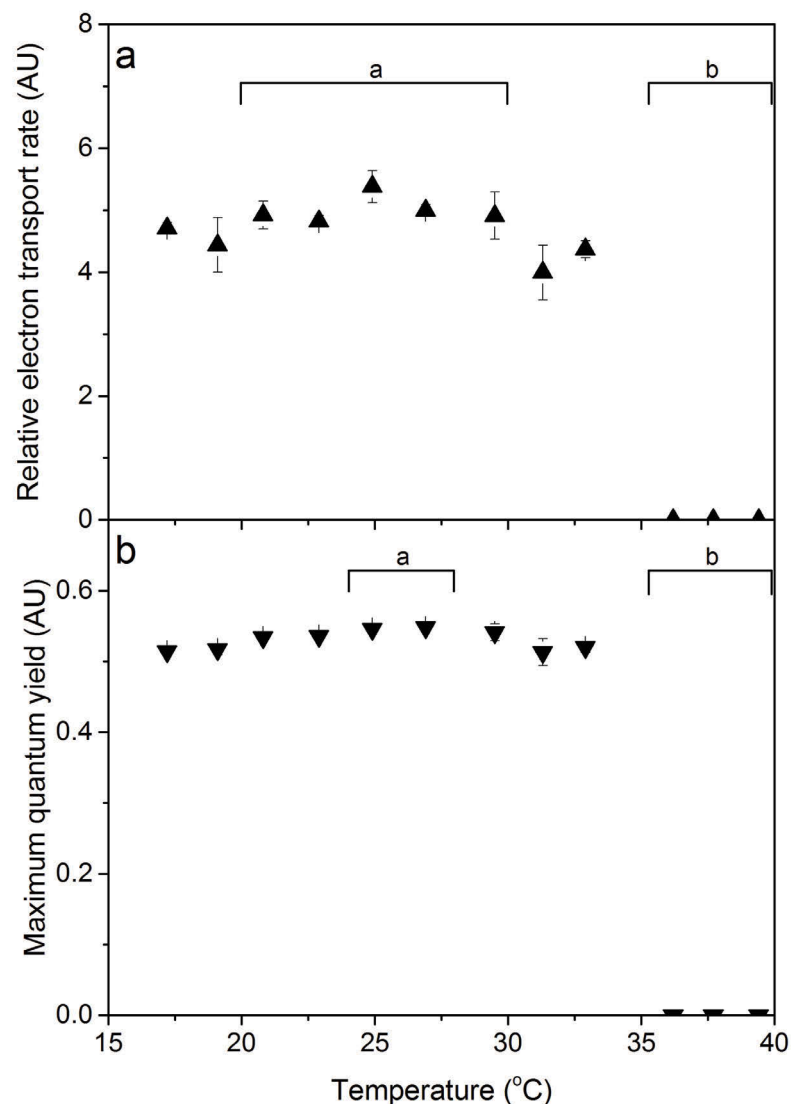 a
Relative electron transport rate (AU)
8
6
4
2
0
a
b
b
Maximum quantum yield (AU)
0.6
0.4
0.2
0.0
a
b
15 20 25 30 35 40
Temperature (°C)